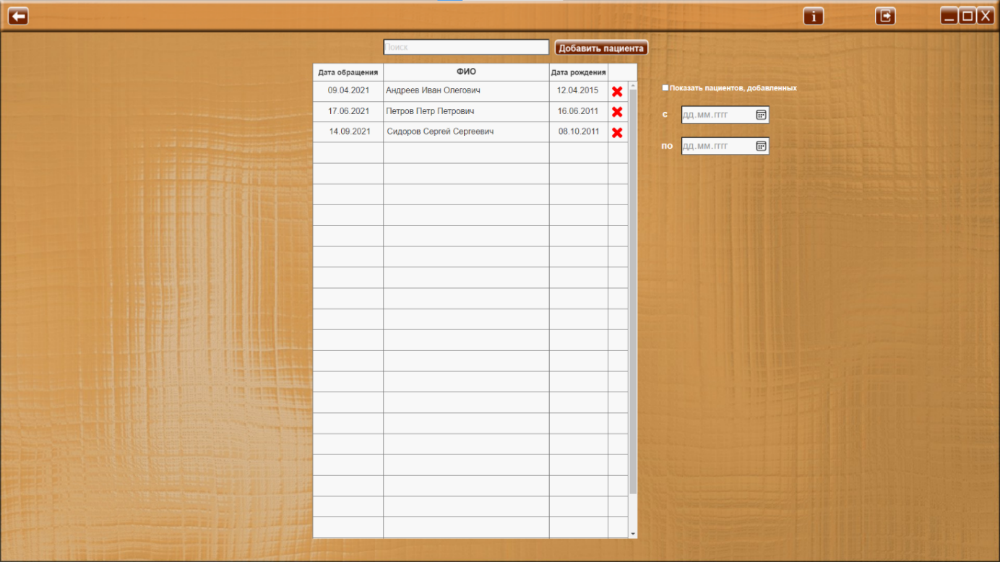 Поиск
Добавить пациента
Дата обращения ФИО Дата рождения
09.04.2021 Андреев Иван Олегович 12.04.2015
17.06.2021 Петров Петр Петрович 16.06.2011
14.09.2021 Сидоров Сергей Сергеевич 08.10.2011
Показать пациентов, добавленных
с дд.мм.гггг
по дд.мм.гггг